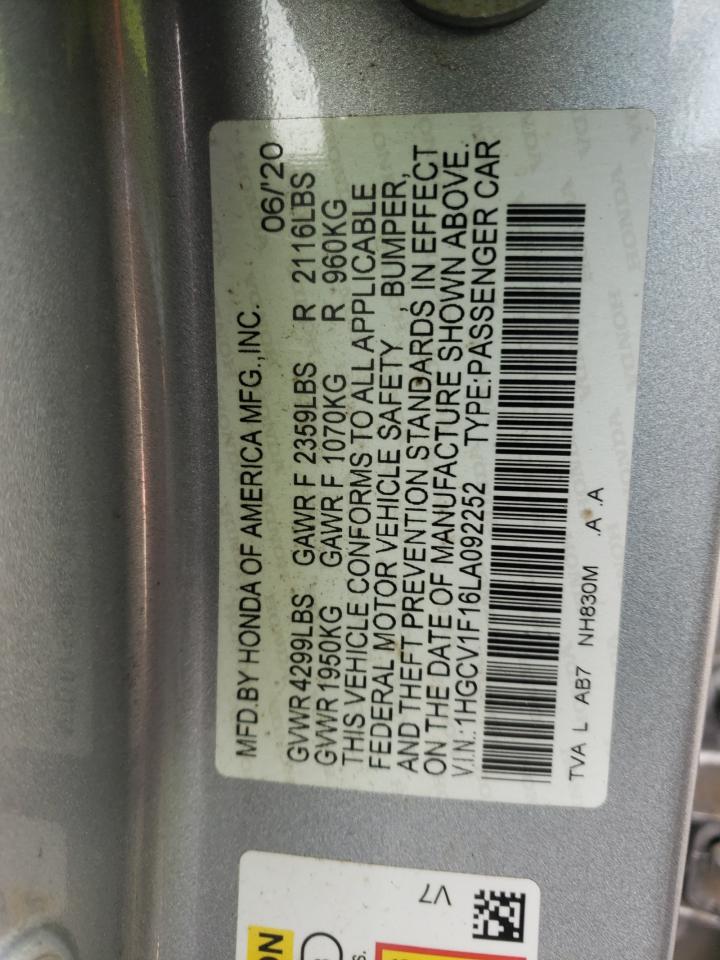 MFD.BY HONDA OF AMERICA MFG.,INC. 06/'20
GVWR 4299LBS GAWR F 2359LBS R 2116LBS
GVWR 1950KG GAWR F 1070KG R 960KG
THIS VEHICLE CONFORMS TO ALL APPLICABLE
FEDERAL MOTOR VEHICLE SAFETY , BUMPER,
AND THEFT PREVENTION STANDARDS, IN EFFECT
ON THE DATE OF MANUFACTURE SHOWN ABOVE.
V.I.N.: 1HGCV1F16LA092252 TYPE:PASSENGER CAR
TVA L AB7 NH830M .A .A
V7